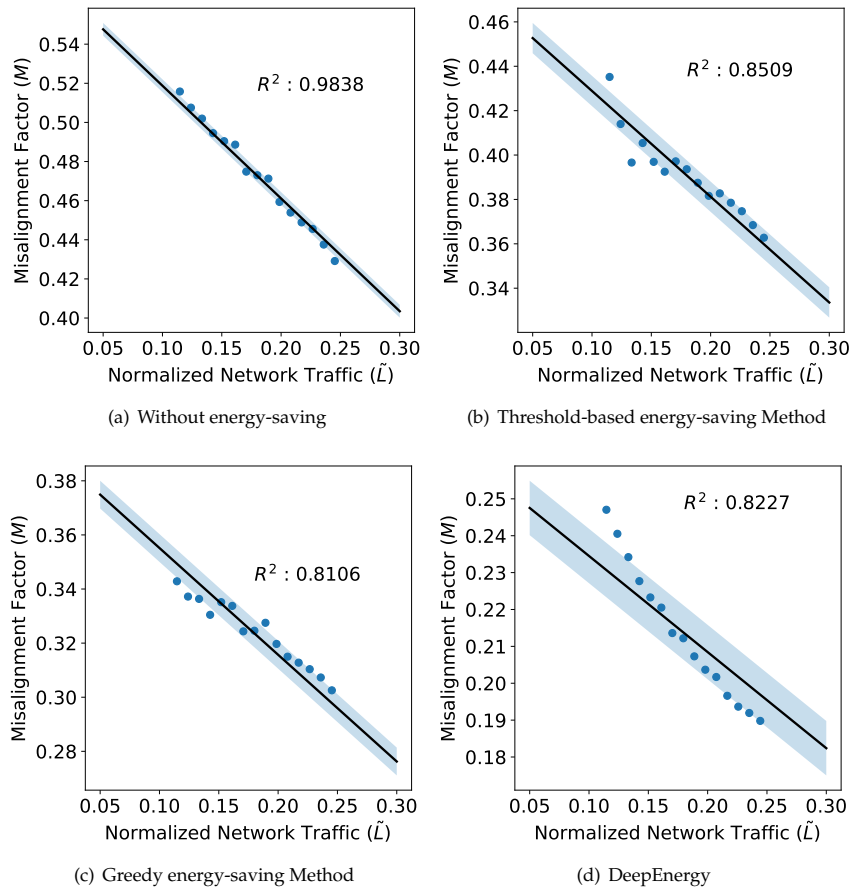 0.54
0.52
0.50
0.48
0.46
0.44
0.42
0.40
Misalignment Factor (M)
R² : 0.9838
0.05 0.10 0.15 0.20 0.25 0.30
Normalized Network Traffic (L̃)
(a) Without energy-saving
0.46
0.44
0.42
0.40
0.38
0.36
0.34
Misalignment Factor (M)
R² : 0.8509
0.05 0.10 0.15 0.20 0.25 0.30
Normalized Network Traffic (L̃)
(b) Threshold-based energy-saving Method
0.38
0.36
0.34
0.32
0.30
0.28
Misalignment Factor (M)
R² : 0.8106
0.05 0.10 0.15 0.20 0.25 0.30
Normalized Network Traffic (L̃)
(c) Greedy energy-saving Method
0.25
0.24
0.23
0.22
0.21
0.20
0.19
0.18
Misalignment Factor (M)
R² : 0.8227
0.05 0.10 0.15 0.20 0.25 0.30
Normalized Network Traffic (L̃)
(d) DeepEnergy